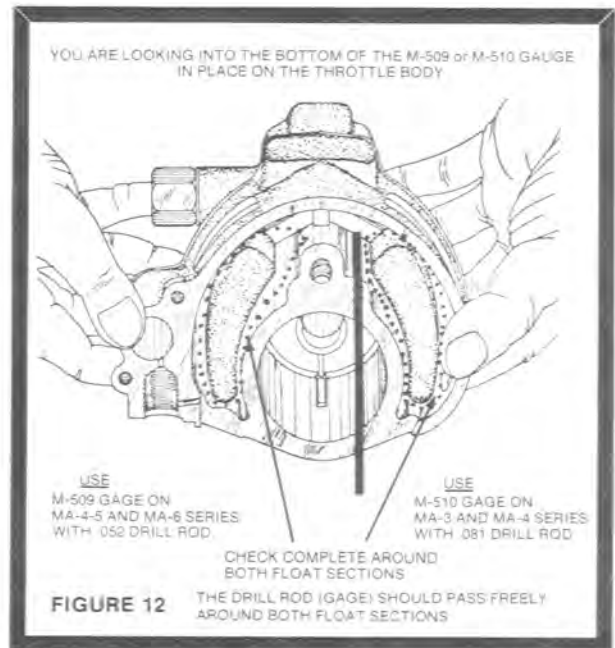 YOU ARE LOOKING INTO THE BOTTOM OF THE M-509 or M-510 GAUGE
IN PLACE ON THE THROTTLE BODY
USE
M-509 GAGE ON
MA-4-5 AND MA-6 SERIES
WITH .052 DRILL ROD
USE
M-510 GAGE ON
MA-3 AND MA-4 SERIES
WITH .081 DRILL ROD
CHECK COMPLETE AROUND
BOTH FLOAT SECTIONS
FIGURE 12
THE DRILL ROD (GAGE) SHOULD PASS FREELY
AROUND BOTH FLOAT SECTIONS